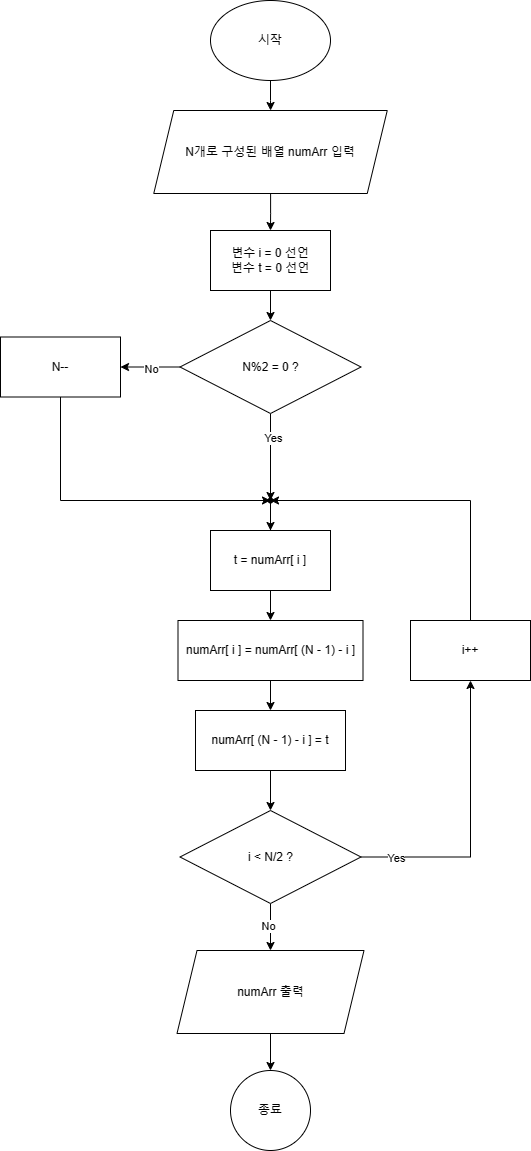 시작
N개로 구성된 배열 numArr 입력
변수 i = 0 선언
변수 t = 0 선언
N%2 = 0 ?
No
N--
Yes
t = numArr[ i ]
numArr[ i ] = numArr[ (N - 1) - i ]
i++
numArr[ (N - 1) - i ] = t
i < N/2 ?
Yes
No
numArr 출력
종료